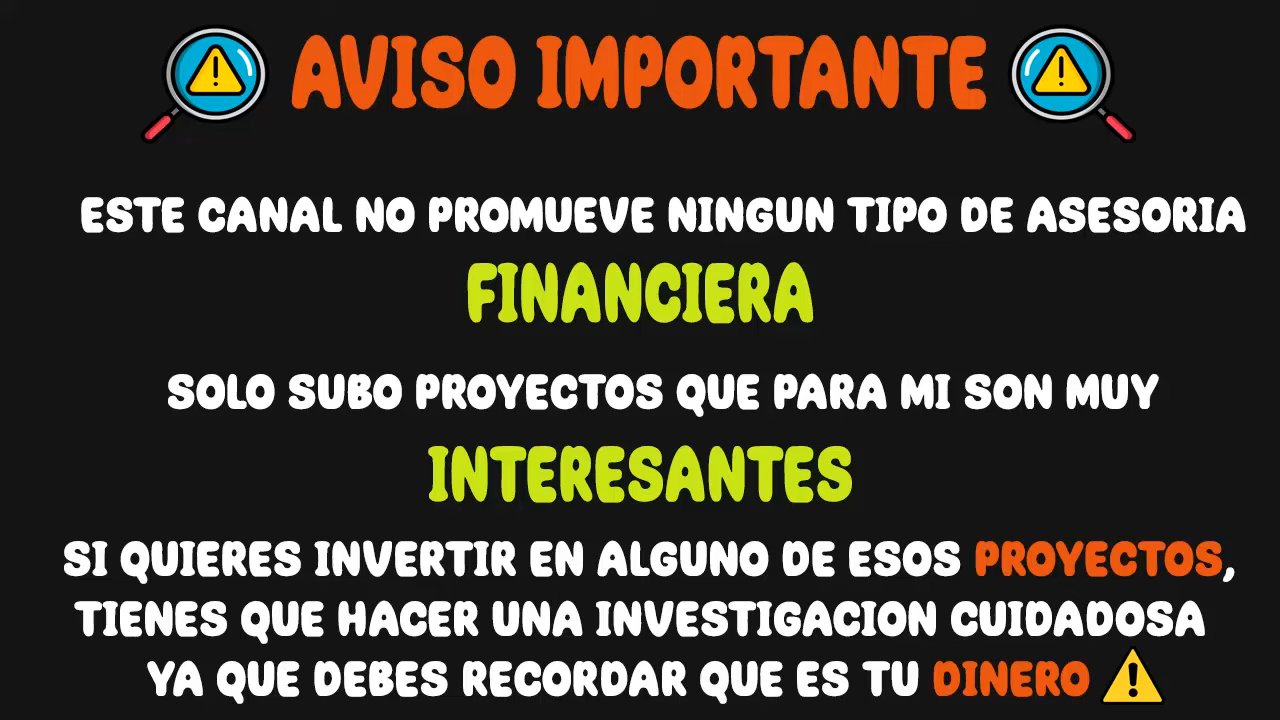 AVISO IMPORTANTE
ESTE CANAL NO PROMUEVE NINGUN TIPO DE ASESORIA
FINANCIERA
SOLO SUBO PROYECTOS QUE PARA MI SON MUY
INTERESANTES
SI QUIERES INVERTIR EN ALGUNO DE ESOS PROYECTOS,
TIENES QUE HACER UNA INVESTIGACION CUIDADOSA
YA QUE DEBES RECORDAR QUE ES TU DINERO